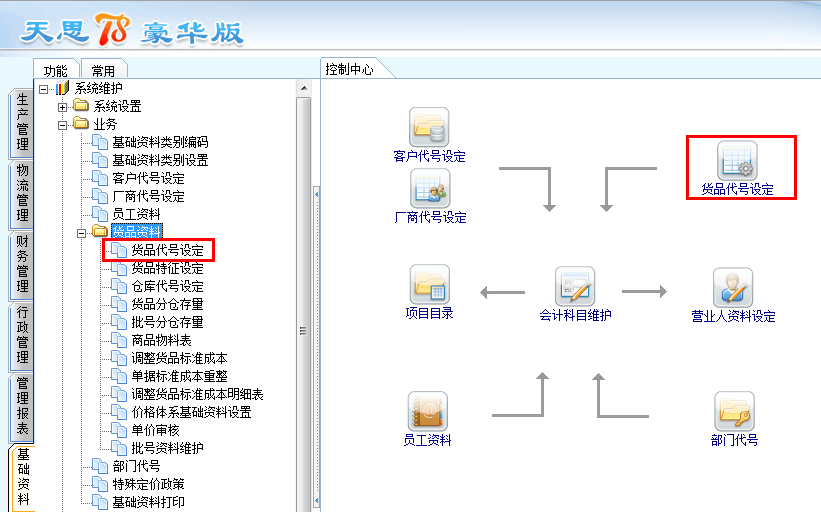 天思T8豪华版
功能
常用
控制中心
生产管理
物流管理
财务管理
行政管理
管理报表
基础资料
系统维护
系统设置
业务
基础资料类别编码
基础资料类别设置
客户代号设定
厂商代号设定
员工资料
货品资料
货品代号设定
货品特征设定
仓库代号设定
货品分仓存量
批号分仓存量
商品物料表
调整货品标准成本
单据标准成本重整
调整货品标准成本明细表
价格体系基础资料设置
单价审核
批号资料维护
部门代号
特殊定价政策
基础资料打印
客户代号设定
货品代号设定
厂商代号设定
项目目录
会计科目维护
营业人资料设定
员工资料
部门代号